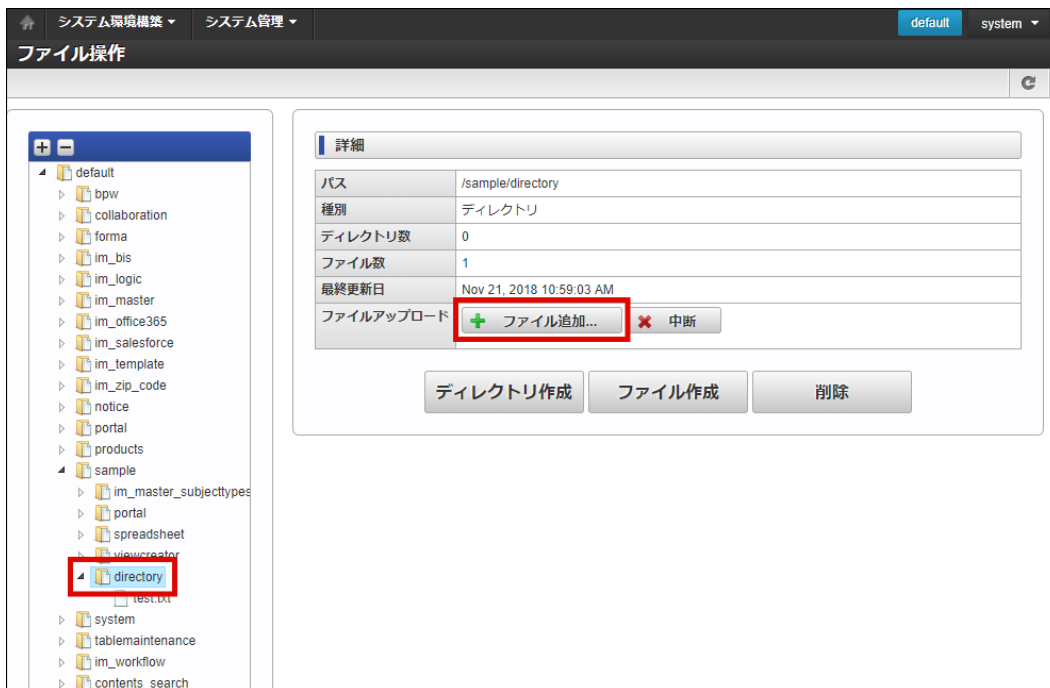 システム環境構築 ▼ システム管理 ▼ default system ▼
ファイル操作
default
bpw
collaboration
forma
im_bis
im_logic
im_master
im_office365
im_salesforce
im_template
im_zip_code
notice
portal
products
sample
im_master_subjecttypes
portal
spreadsheet
viewcreator
directory
test.txt
system
tablemaintenance
im_workflow
contents_search
詳細
パス /sample/directory
種別 ディレクトリ
ディレクトリ数 0
ファイル数 1
最終更新日 Nov 21, 2018 10:59:03 AM
ファイルアップロード ファイル追加... 中断
ディレクトリ作成 ファイル作成 削除